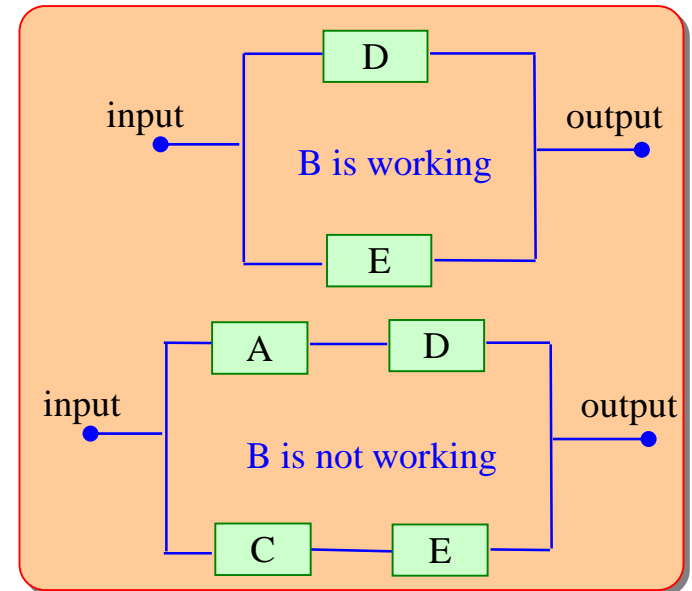 D
input
output
B is working
E
A
D
input
output
B is not working
C
E